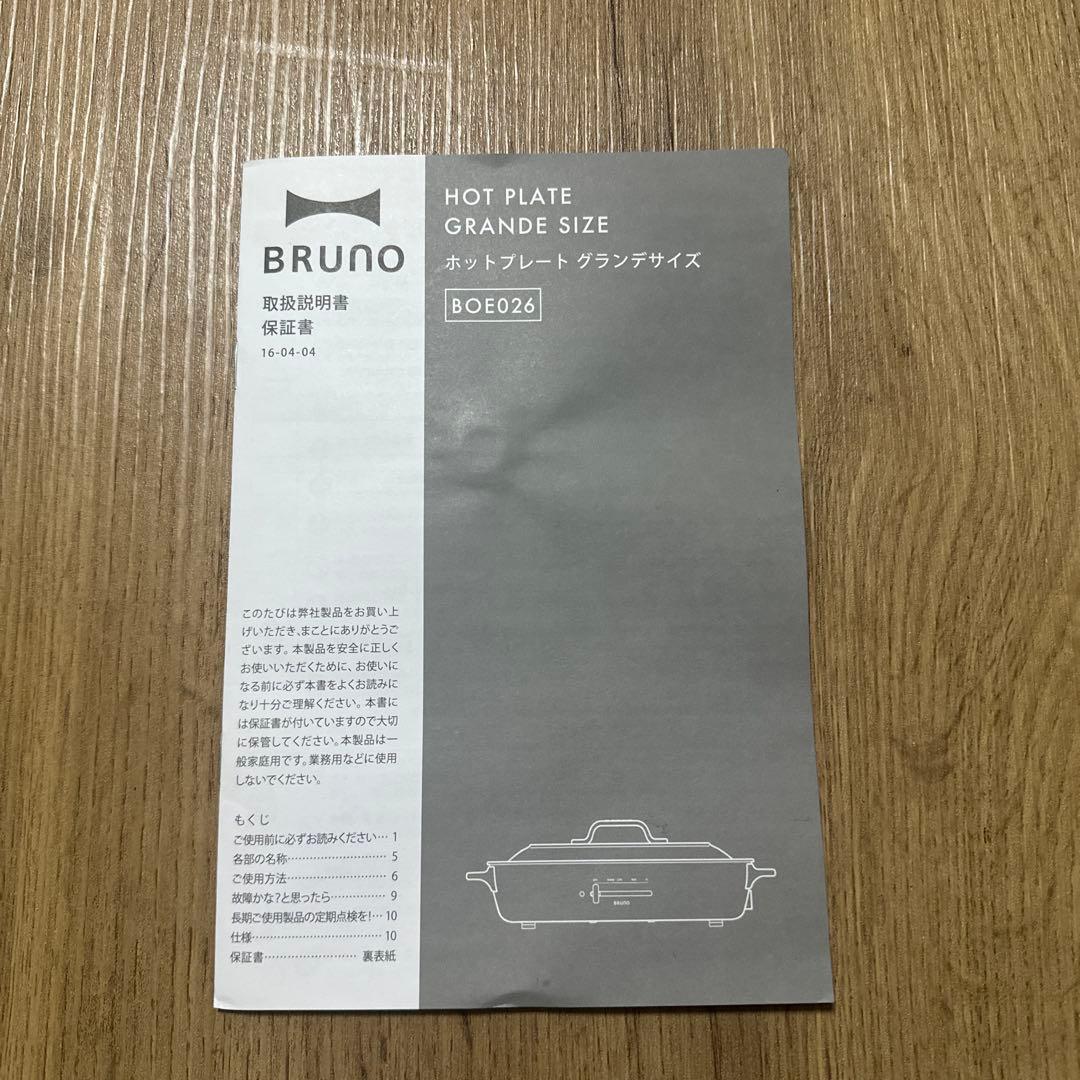 BRUNO
取扱説明書
保証書
16-04-04
HOT PLATE
GRANDE SIZE
ホットプレート グランデサイズ
BOE026
このたびは弊社製品をお買い上
げいただき、まことにありがとうご
ざいます。本製品を安全に正しく
お使いいただくために、お使いに
なる前に必ず本書をよくお読みに
なり十分ご理解ください。本書に
は保証書が付いていますので大切
に保管してください。本製品は一
般家庭用です。業務用などに使用
しないでください。
もくじ
ご使用前に必ずお読みください… 1
各部の名称……………………… 5
ご使用方法……………………… 6
故障かな?と思ったら…………… 9
長期ご使用製品の定期点検を!… 10
仕様……………………………… 10
保証書…………………… 裏表紙
BRUNO